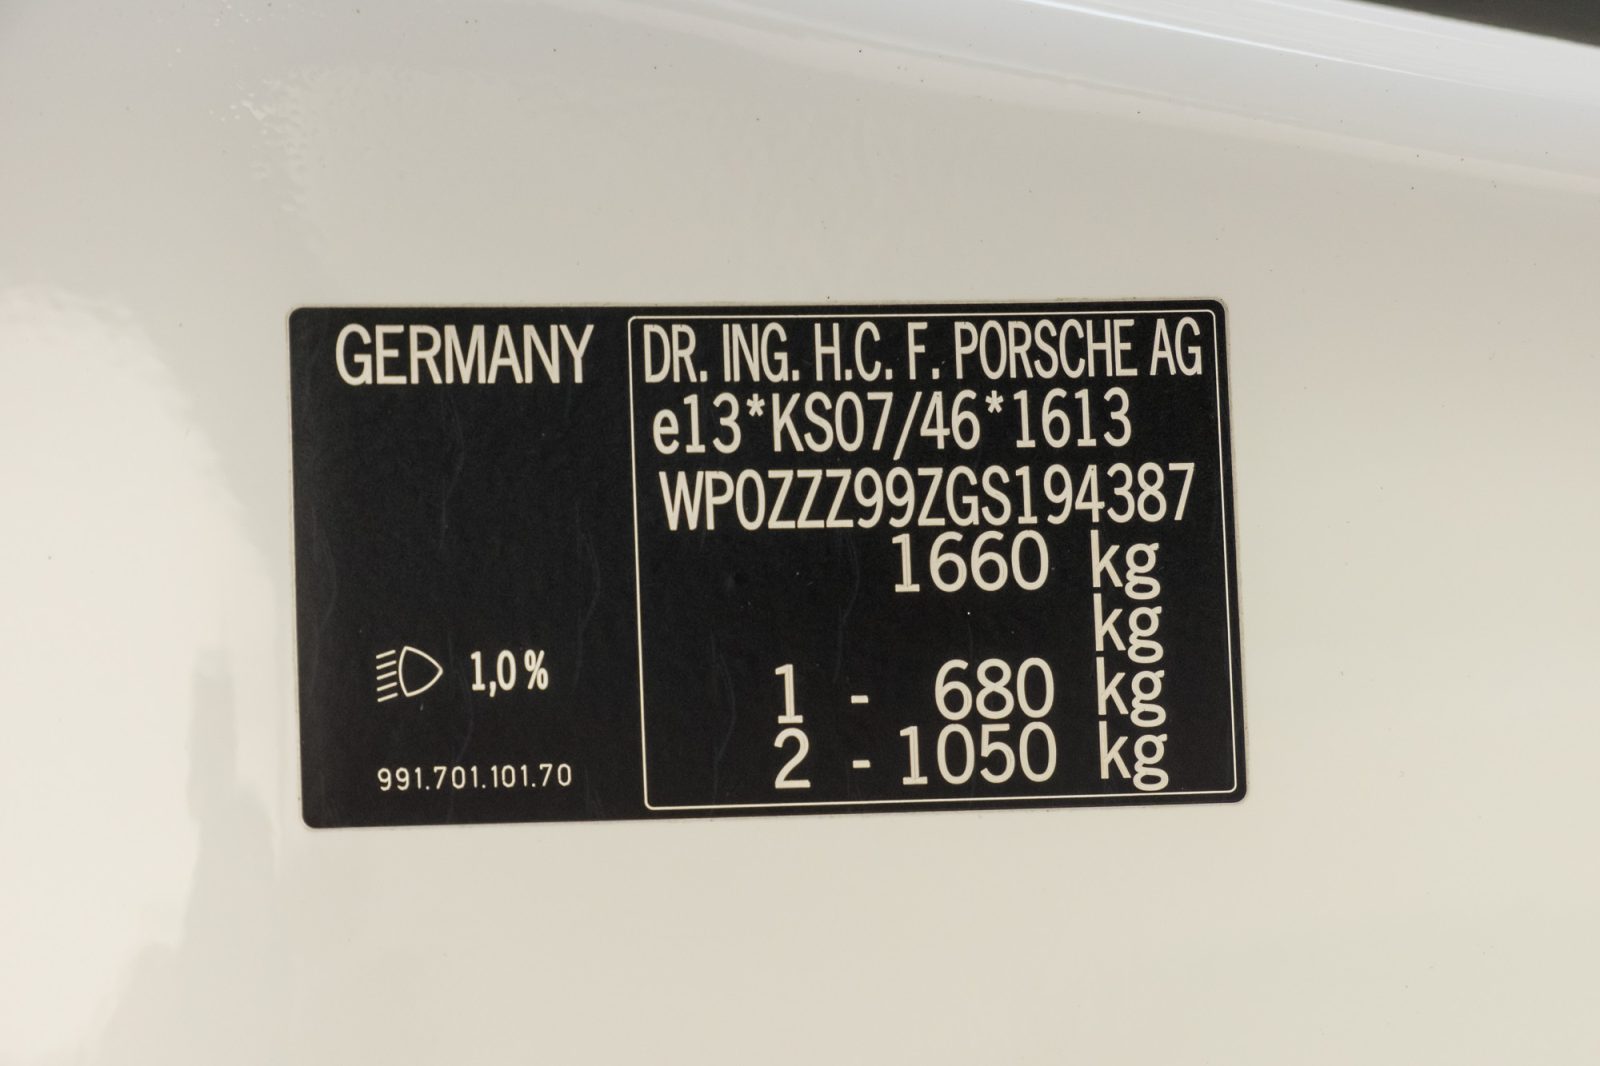 GERMANY
DR. ING. H.C. F. PORSCHE AG
e13*KS07/46*1613
WP0ZZZ99ZGS194387
1660 kg
kg
1 - 680 kg
2 - 1050 kg
1,0 %
991.701.101.70